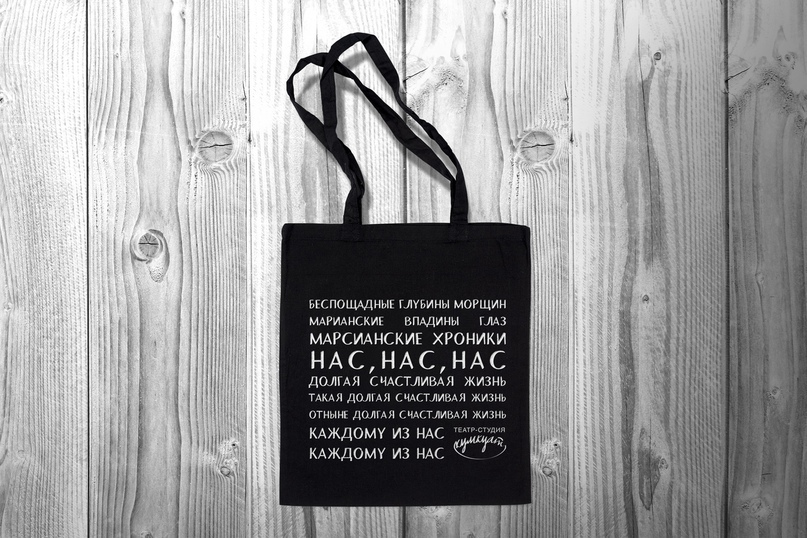 БЕСПОЩАДНЫЕ ГЛУБИНЫ МОРЩИН
МАРИАНСКИЕ ВПАДИНЫ ГЛАЗ
МАРСИАНСКИЕ ХРОНИКИ
НАС, НАС, НАС
ДОЛГАЯ СЧАСТЛИВАЯ ЖИЗНЬ
ТАКАЯ ДОЛГАЯ СЧАСТЛИВАЯ ЖИЗНЬ
ОТНЫНЕ ДОЛГАЯ СЧАСТЛИВАЯ ЖИЗНЬ
КАЖДОМУ ИЗ НАС
КАЖДОМУ ИЗ НАС
ТЕАТР-СТУДИЯ